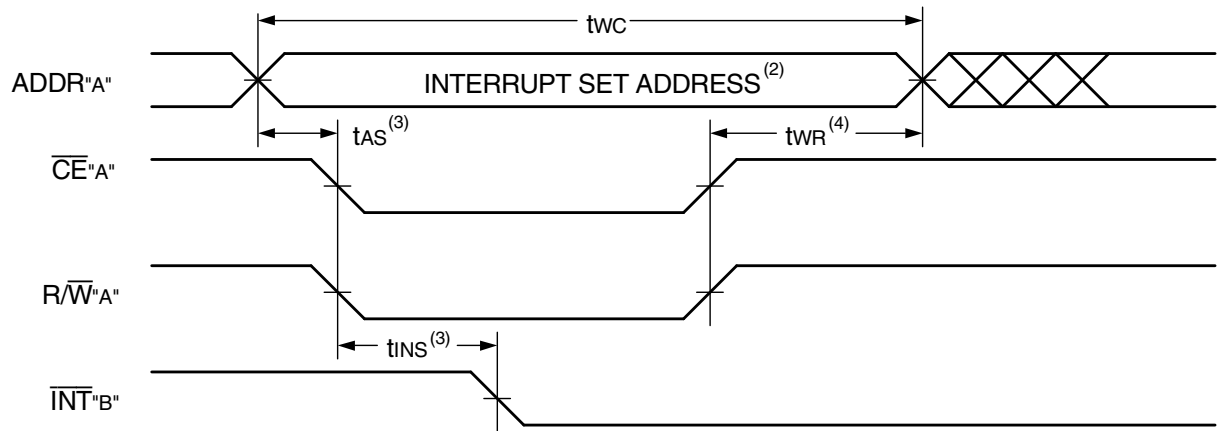 tWC
ADDR"A" INTERRUPT SET ADDRESS(2)
tAS(3) tWR(4)
CE"A"
R/W"A"
tINS(3)
INT"B"